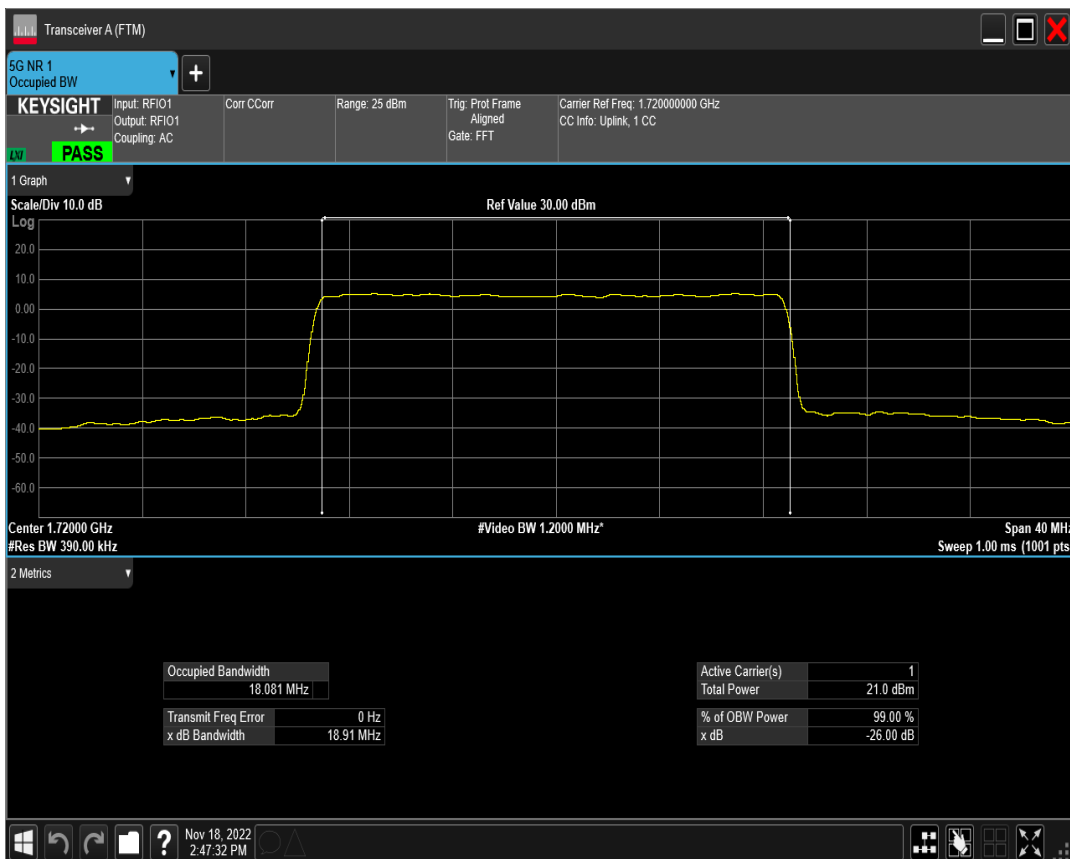 Transceiver A (FTM)
5G NR 1
Occupied BW
+
KEYSIGHT
LXI
PASS
Input: RFIO1
Output: RFIO1
Coupling: AC
Corr CCorr
Range: 25 dBm
Trig: Prot Frame
Aligned
Gate: FFT
Carrier Ref Freq: 1.720000000 GHz
CC Info: Uplink, 1 CC
1 Graph
Scale/Div 10.0 dB
Ref Value 30.00 dBm
Log
20.0
10.0
0.00
-10.0
-20.0
-30.0
-40.0
-50.0
-60.0
Center 1.72000 GHz
#Video BW 1.2000 MHz*
Span 40 MHz
#Res BW 390.00 kHz
Sweep 1.00 ms (1001 pts
2 Metrics
Occupied Bandwidth
18.081 MHz
Transmit Freq Error 0 Hz
x dB Bandwidth 18.91 MHz
Active Carrier(s) 1
Total Power 21.0 dBm
% of OBW Power 99.00 %
x dB -26.00 dB
?
Nov 18, 2022
2:47:32 PM